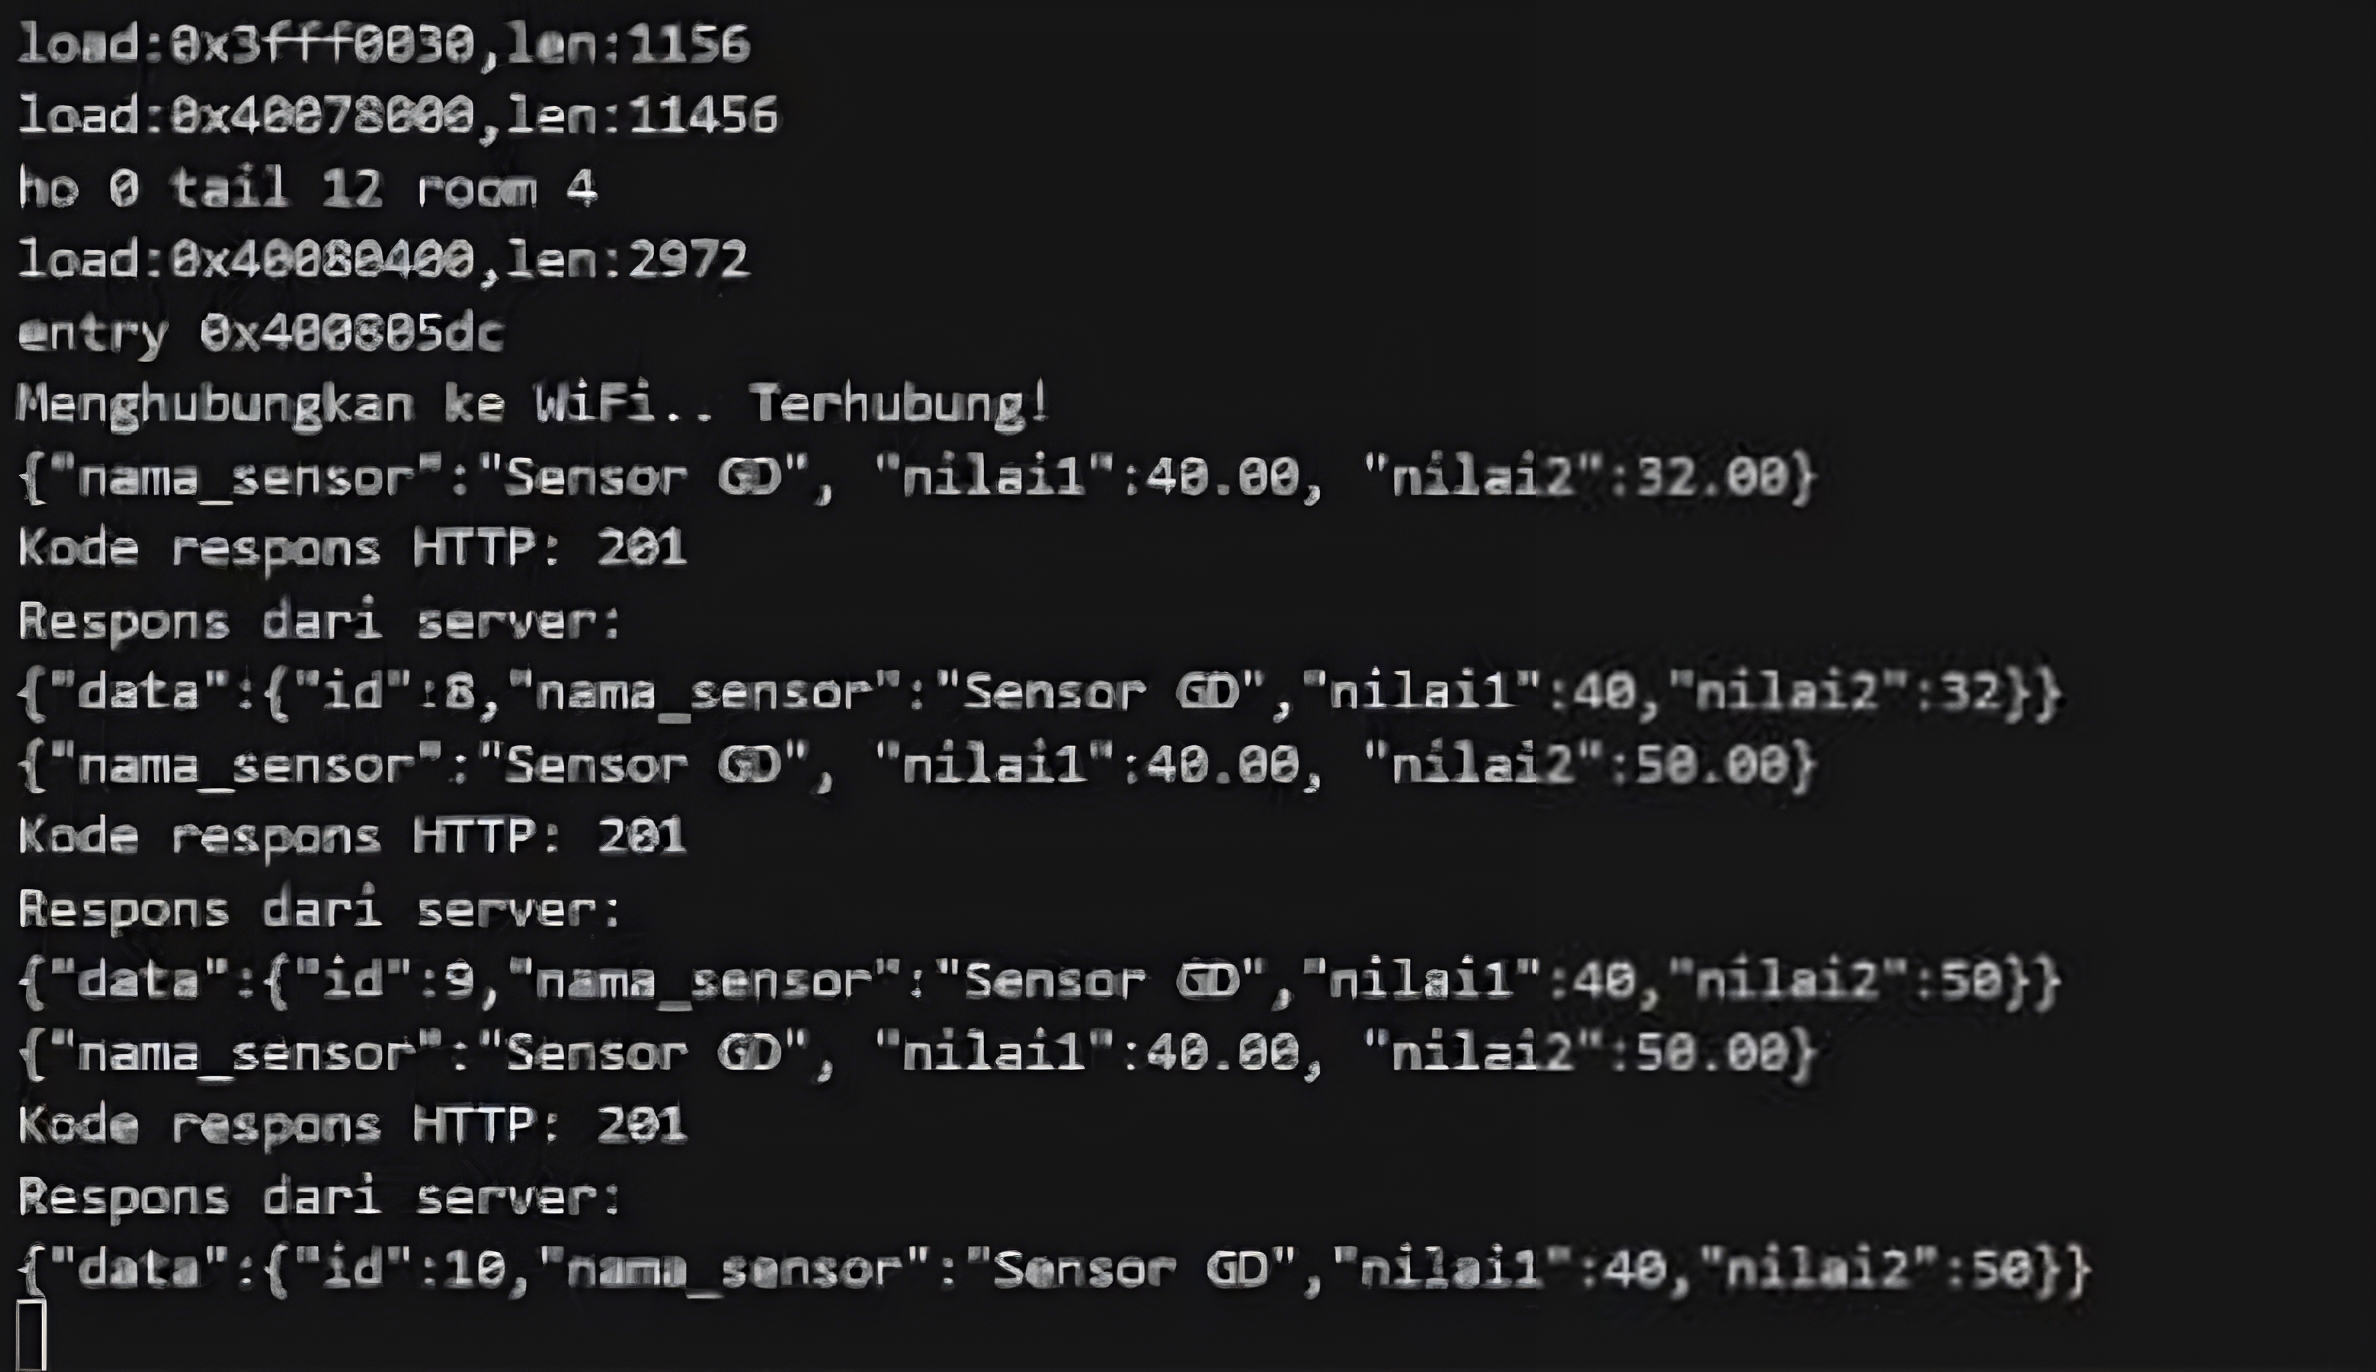 load:0x3fff0030,len:1156
load:0x40078000,len:11456
ho 0 tail 12 room 4
load:0x40080400,len:2972
entry 0x400805dc
Menghubungkan ke WiFi.. Terhubung!
{"nama_sensor":"Sensor GD", "nilai1":40.00, "nilai2":32.00}
Kode respons HTTP: 201
Respons dari server:
{"data":{"id":8,"nama_sensor":"Sensor GD","nilai1":40,"nilai2":32}}
{"nama_sensor":"Sensor GD", "nilai1":40.00, "nilai2":50.00}
Kode respons HTTP: 201
Respons dari server:
{"data":{"id":9,"nama_sensor":"Sensor GD","nilai1":40,"nilai2":50}}
{"nama_sensor":"Sensor GD", "nilai1":40.00, "nilai2":50.00}
Kode respons HTTP: 201
Respons dari server:
{"data":{"id":10,"nama_sensor":"Sensor GD","nilai1":40,"nilai2":50}}